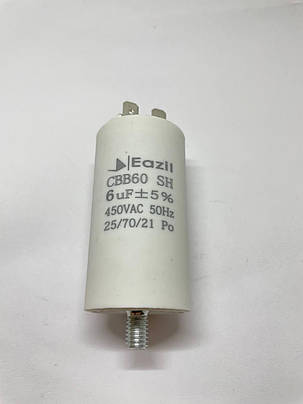 Eazil
CBB60 SH
6uF±5%
450VAC 50Hz
25/70/21 Po